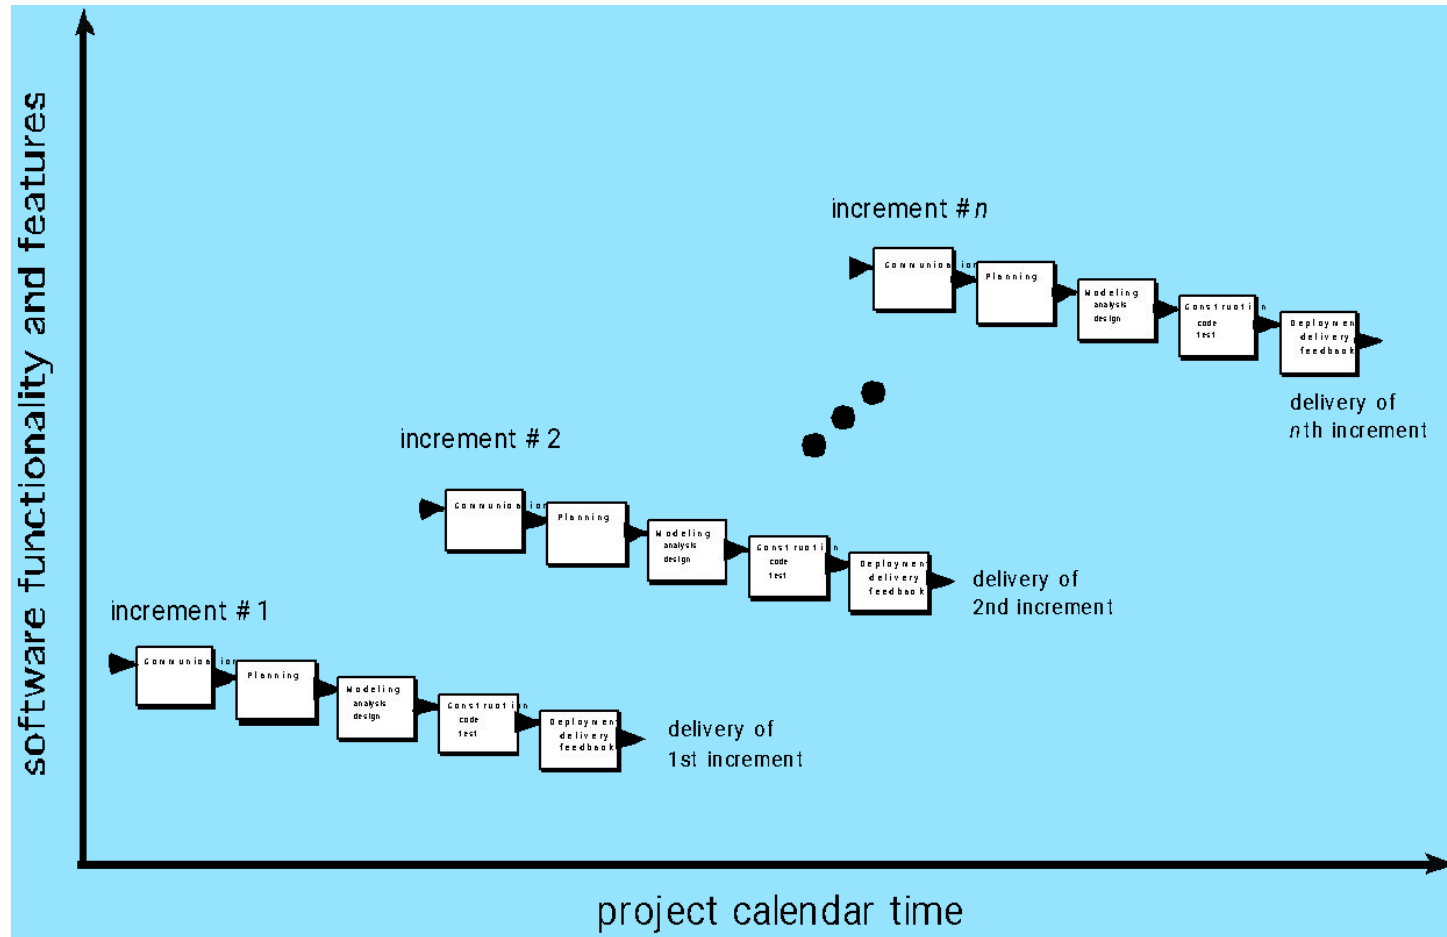 software functionality and features
increment # n
Communication
Planning
Modeling
analysis
design
Construction
code
test
Deployment
delivery
feedback
delivery of
nth increment
increment # 2
Communication
Planning
Modeling
analysis
design
Construction
code
test
Deployment
delivery
feedback
delivery of
2nd increment
increment # 1
Communication
Planning
Modeling
analysis
design
Construction
code
test
Deployment
delivery
feedback
delivery of
1st increment
project calendar time